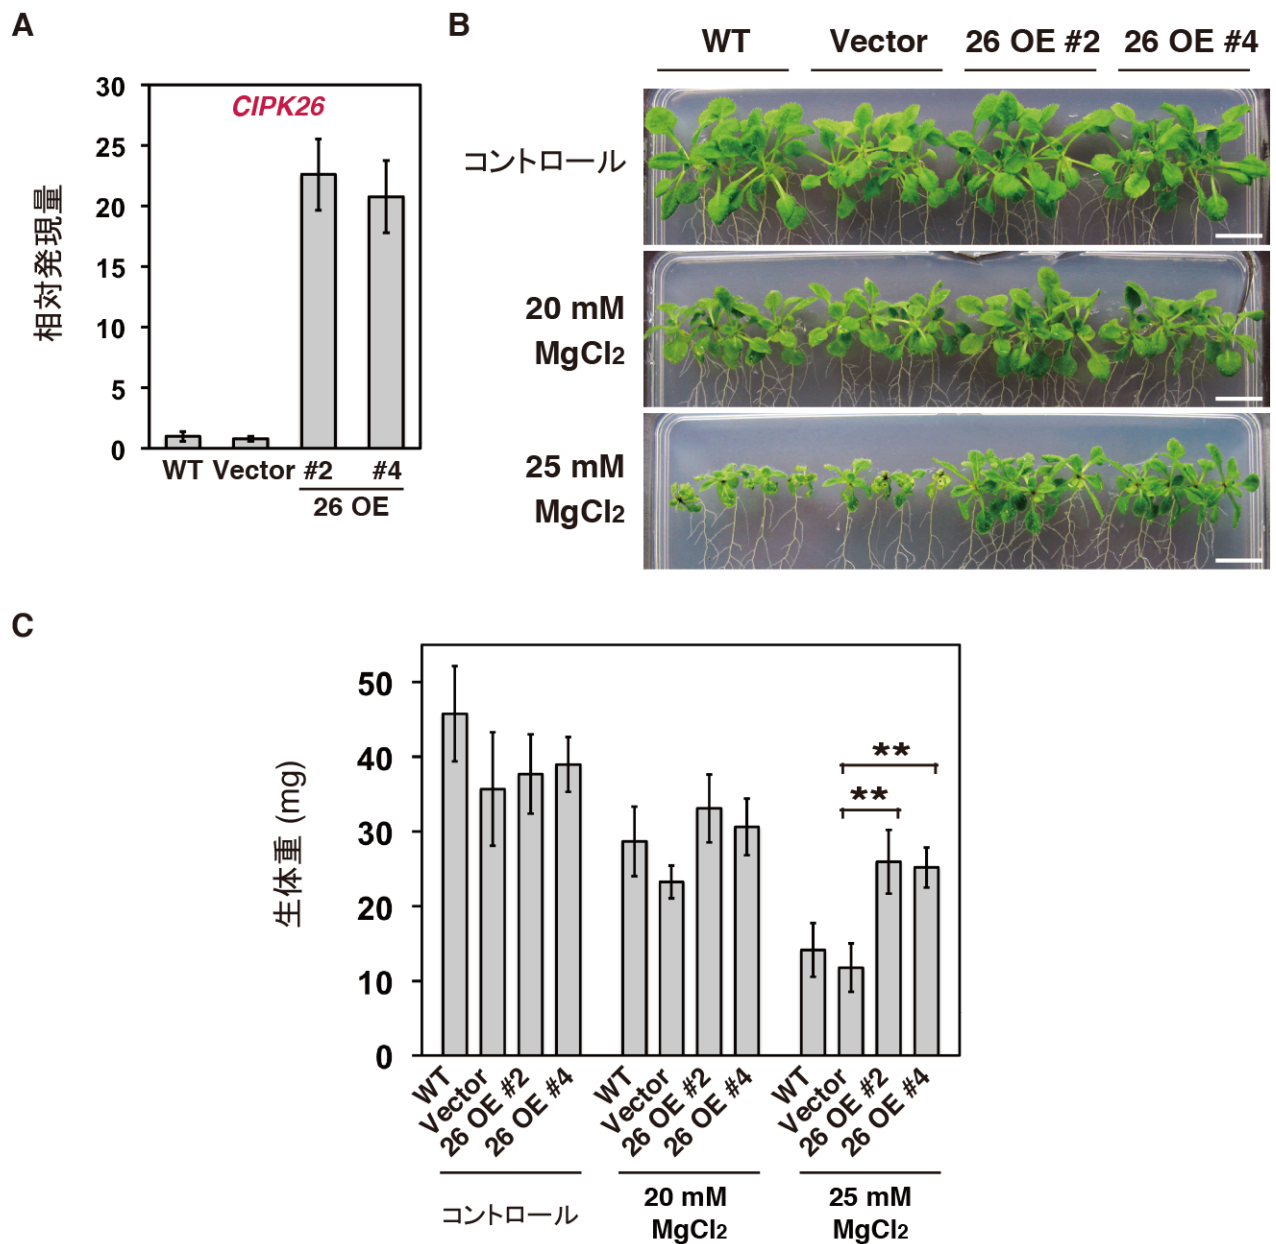 A
CIPK26
相対発現量
30
25
20
15
10
5
0
WT Vector #2 #4
26 OE
B
WT Vector 26 OE #2 26 OE #4
コントロール
20 mM
MgCl2
25 mM
MgCl2
C
生体重 (mg)
50
40
30
20
10
0
**
**
WT Vector 26 OE #2 26 OE #4
WT Vector 26 OE #2 26 OE #4
WT Vector 26 OE #2 26 OE #4
コントロール
20 mM
MgCl2
25 mM
MgCl2